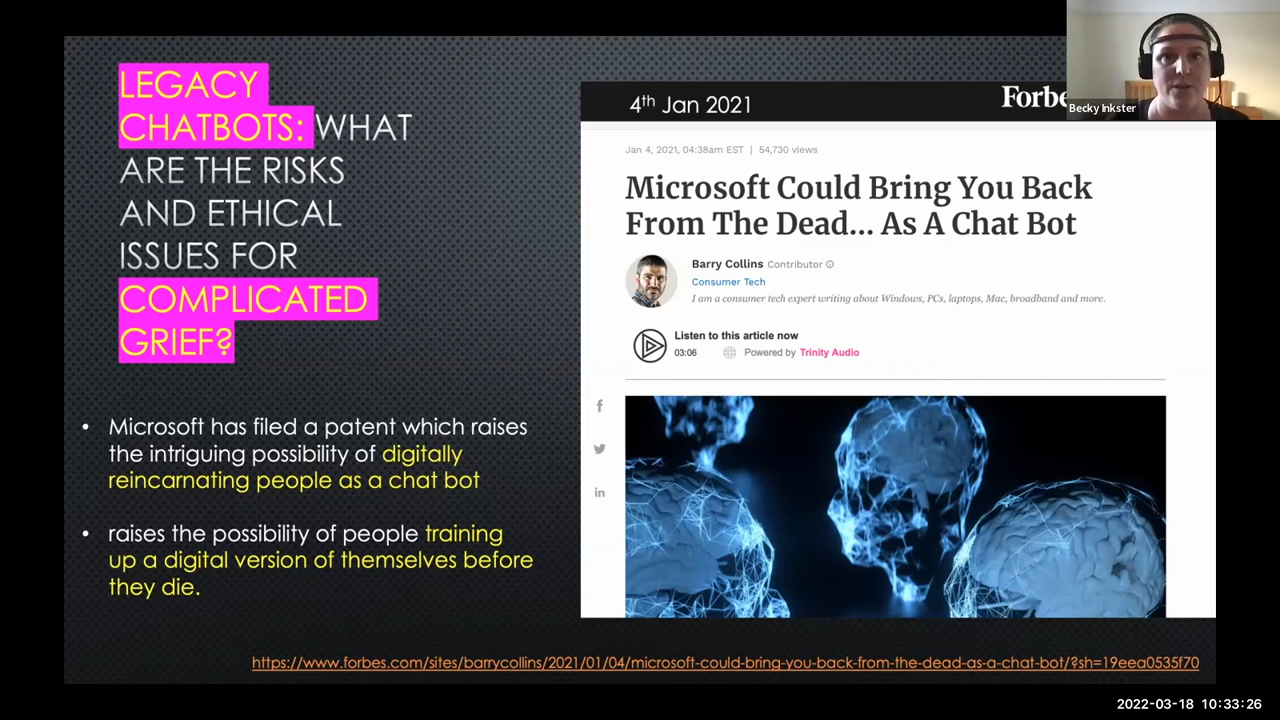 LEGACY
CHATBOTS: WHAT
ARE THE RISKS
AND ETHICAL
ISSUES FOR
COMPLICATED
GRIEF?
• Microsoft has filed a patent which raises
the intriguing possibility of digitally
reincarnating people as a chat bot
• raises the possibility of people training
up a digital version of themselves before
they die.
4th Jan 2021
Forbe
Jan 4, 2021, 04:38am EST | 54,730 views
Microsoft Could Bring You Back
From The Dead... As A Chat Bot
Barry Collins Contributor
Consumer Tech
I am a consumer tech expert writing about Windows, PCs, laptops, Mac, broadband and more.
Listen to this article now
03:06 Powered by Trinity Audio
https://www.forbes.com/sites/barrycollins/2021/01/04/microsoft-could-bring-you-back-from-the-dead-as-a-chat-bot/?sh=19eea0535f70
Becky Inkster
2022-03-18 10:33:26